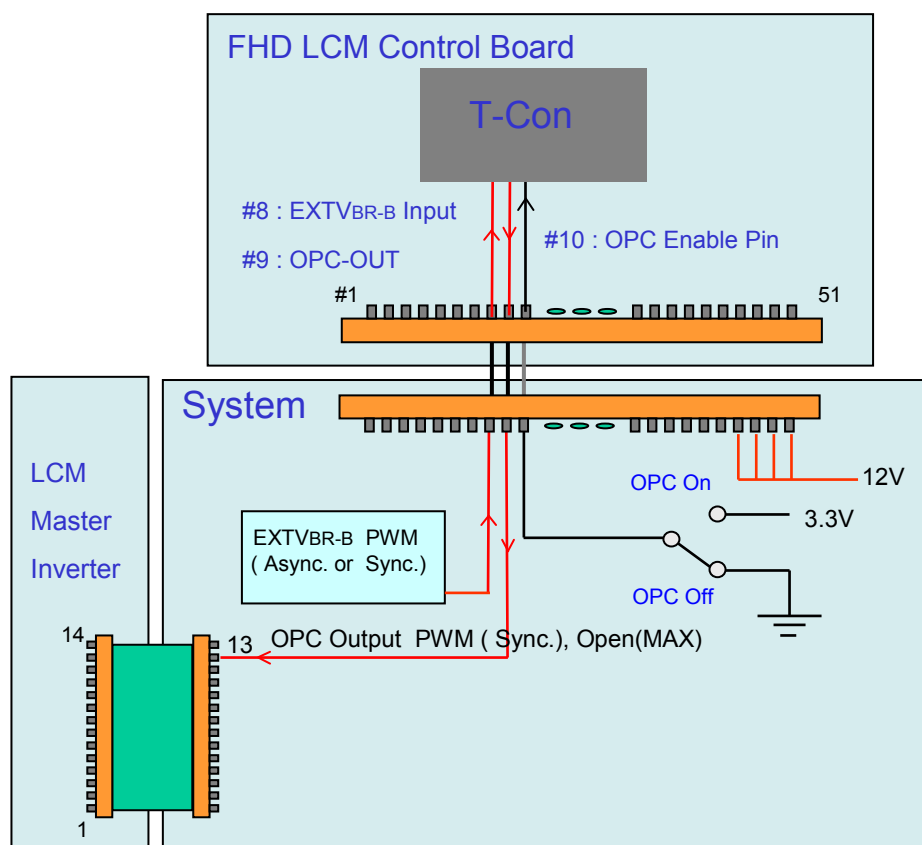 FHD LCM Control Board
T-Con
#8 : EXTVBR-B Input
#10 : OPC Enable Pin
#9 : OPC-OUT
#1
51
System
LCM
Master
Inverter
12V
OPC On
3.3V
EXTVBR-B PWM
( Async. or Sync.)
OPC Off
14
13
OPC Output PWM ( Sync.), Open(MAX)
1